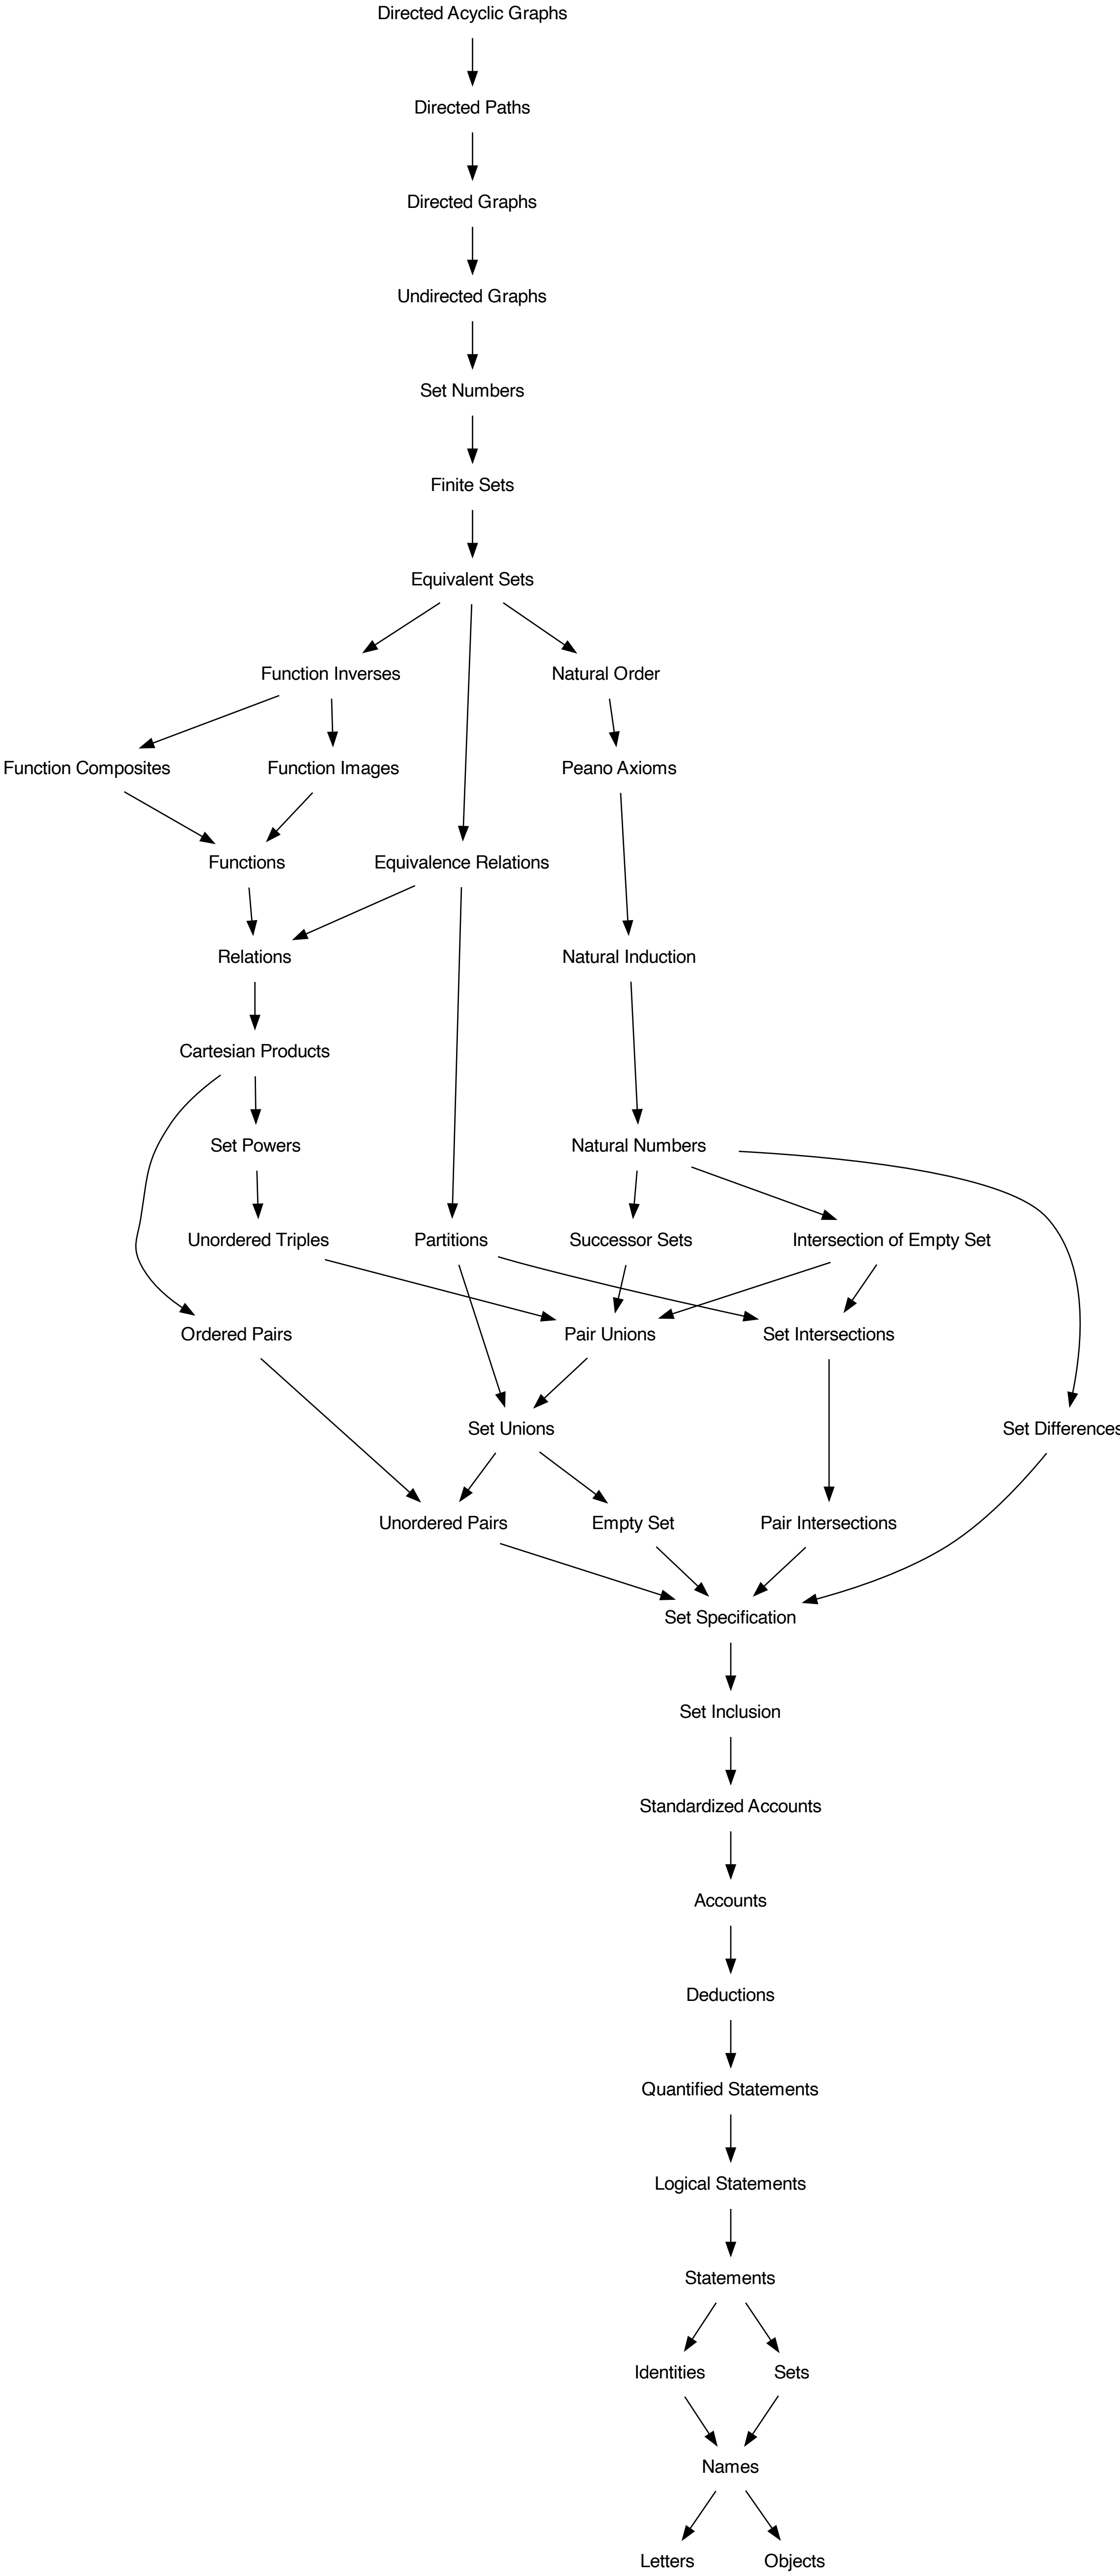 Directed Acyclic Graphs
Directed Paths
Directed Graphs
Undirected Graphs
Set Numbers
Finite Sets
Equivalent Sets
Function Inverses
Natural Order
Function Composites
Function Images
Peano Axioms
Functions
Equivalence Relations
Relations
Natural Induction
Cartesian Products
Set Powers
Natural Numbers
Unordered Triples
Partitions
Successor Sets
Intersection of Empty Set
Ordered Pairs
Pair Unions
Set Intersections
Set Unions
Set Differences
Unordered Pairs
Empty Set
Pair Intersections
Set Specification
Set Inclusion
Standardized Accounts
Accounts
Deductions
Quantified Statements
Logical Statements
Statements
Identities
Sets
Names
Letters
Objects